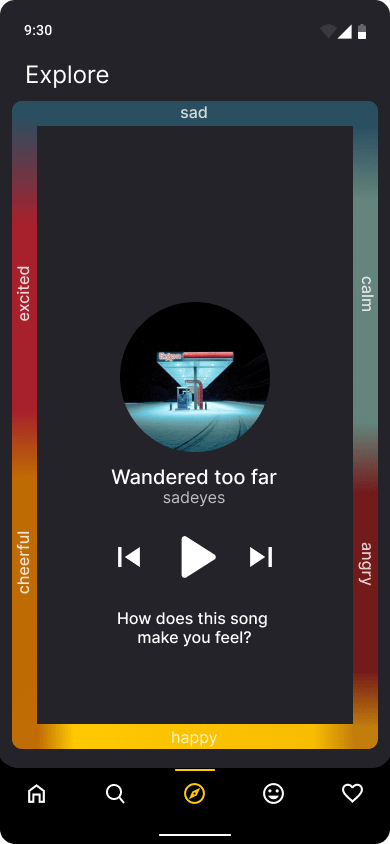 9:30
Explore
sad
excited
calm
Wandered too far
sadeyes
cheerful
angry
How does this song
make you feel?
happy